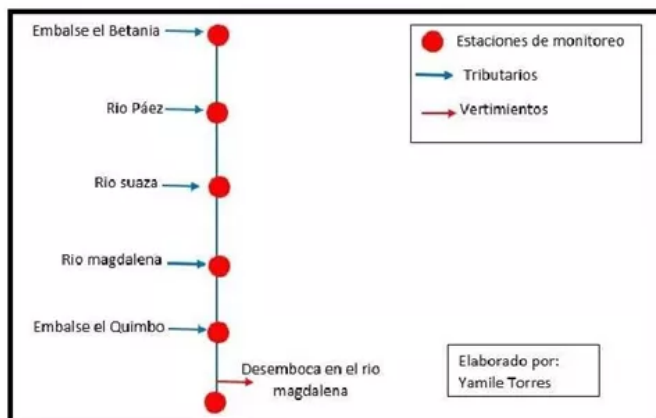 Embalse el Betania
Rio Páez
Rio suaza
Rio magdalena
Embalse el Quimbo
Desemboca en el rio
magdalena
Estaciones de monitoreo
Tributarios
Vertimientos
Elaborado por:
Yamile Torres